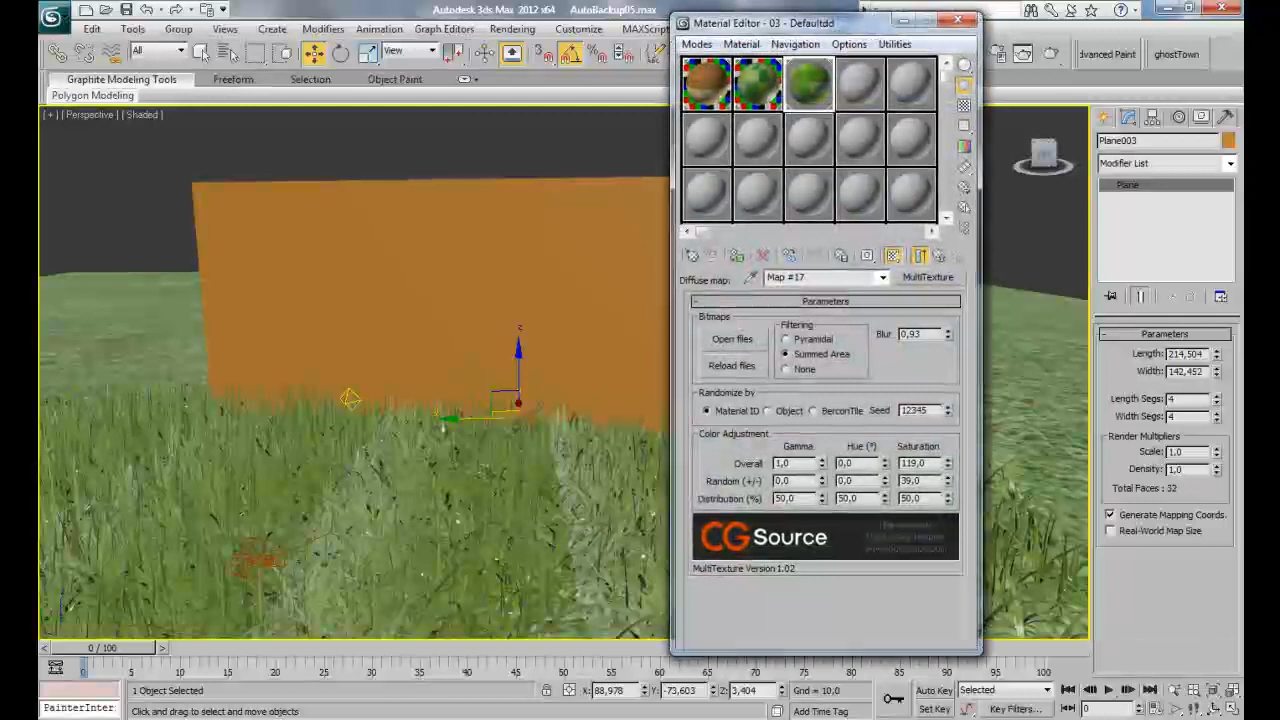 Autodesk 3ds Max 2012 x64 AutoBackup05.max
Edit Tools Group Views Create Modifiers Animation Graph Editors Rendering Customize MAXScript
All View
dvanced Paint ghostTown
Graphite Modeling Tools Freeform Selection Object Paint
Polygon Modeling
[ + ] [ Perspective ] [ Shaded ]
Material Editor - 03 - Defaultdd
Modes Material Navigation Options Utilities
Diffuse map: Map #17 MultiTexture
Parameters
Bitmaps
Open files
Reload files
Filtering
Pyramidal
Summed Area
None
Blur 0,93
Randomize by
Material ID Object BerconTile Seed 12345
Color Adjustment
Gamma Hue (°) Saturation
Overall 1,0 0,0 119,0
Random (+/-) 0,0 0,0 39,0
Distribution (%) 50,0 50,0 50,0
CG Source
MultiTexture Version 1.02
Plane003
Modifier List
Plane
Parameters
Length: 214,504
Width: 142,452
Length Segs: 4
Width Segs: 4
Render Multipliers
Scale: 1,0
Density: 1,0
Total Faces : 32
Generate Mapping Coords.
Real-World Map Size
z
0 / 100
0 5 10 15 20 25 30 35 40 45 50 55 60 65 70 75 80 85 90 95 100
1 Object Selected X: 88,978 Y: -73,603 Z: 3,404 Grid = 10,0 Auto Key Selected
PainterInter Click and drag to select and move objects Add Time Tag Set Key Key Filters... 0